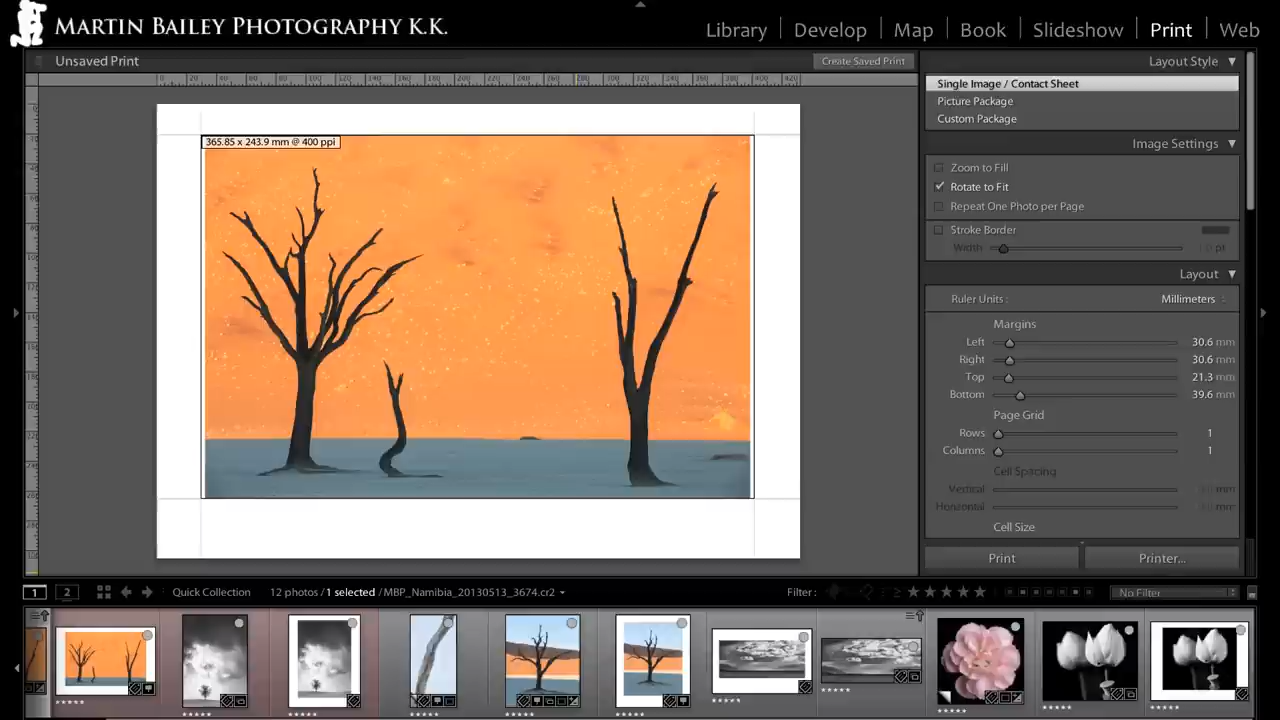 MARTIN BAILEY PHOTOGRAPHY K.K.
Library | Develop | Map | Book | Slideshow | Print | Web
Unsaved Print
Create Saved Print
Layout Style
Single Image / Contact Sheet
Picture Package
Custom Package
Image Settings
Zoom to Fill
Rotate to Fit
Repeat One Photo per Page
Stroke Border
Width
365.85 x 243.9 mm @ 400 ppi
Layout
Ruler Units : Millimeters
Margins
Left 30.6 mm
Right 30.6 mm
Top 21.3 mm
Bottom 39.6 mm
Page Grid
Rows 1
Columns 1
Cell Spacing
Vertical mm
Horizontal mm
Cell Size
Print
Printer...
1 2 Quick Collection 12 photos / 1 selected / MBP_Namibia_20130513_3674.cr2
Filter :
No Filter